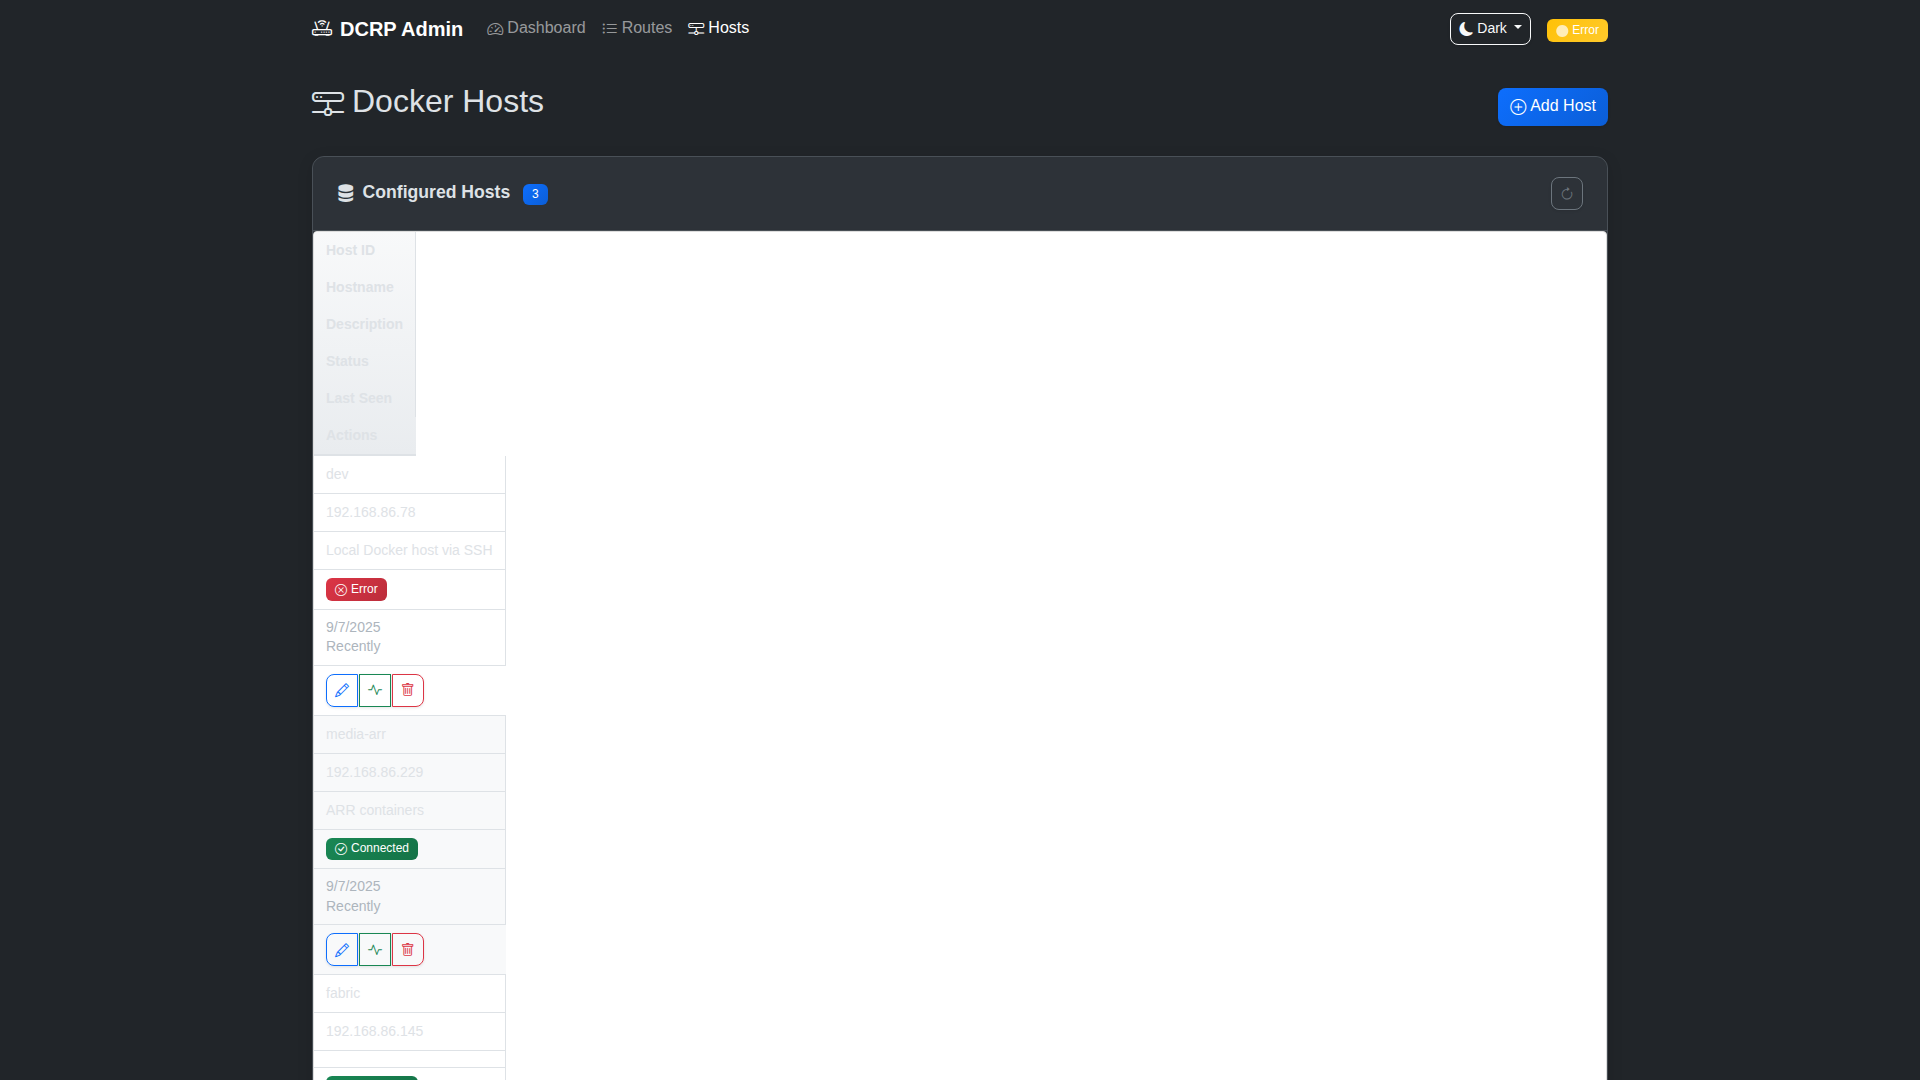 DCRP Admin Dashboard Routes Hosts Dark Error
Docker Hosts Add Host
Configured Hosts 3
Host ID
Hostname
Description
Status
Last Seen
Actions
dev
192.168.86.78
Local Docker host via SSH
Error
9/7/2025
Recently
media-arr
192.168.86.229
ARR containers
Connected
9/7/2025
Recently
fabric
192.168.86.145